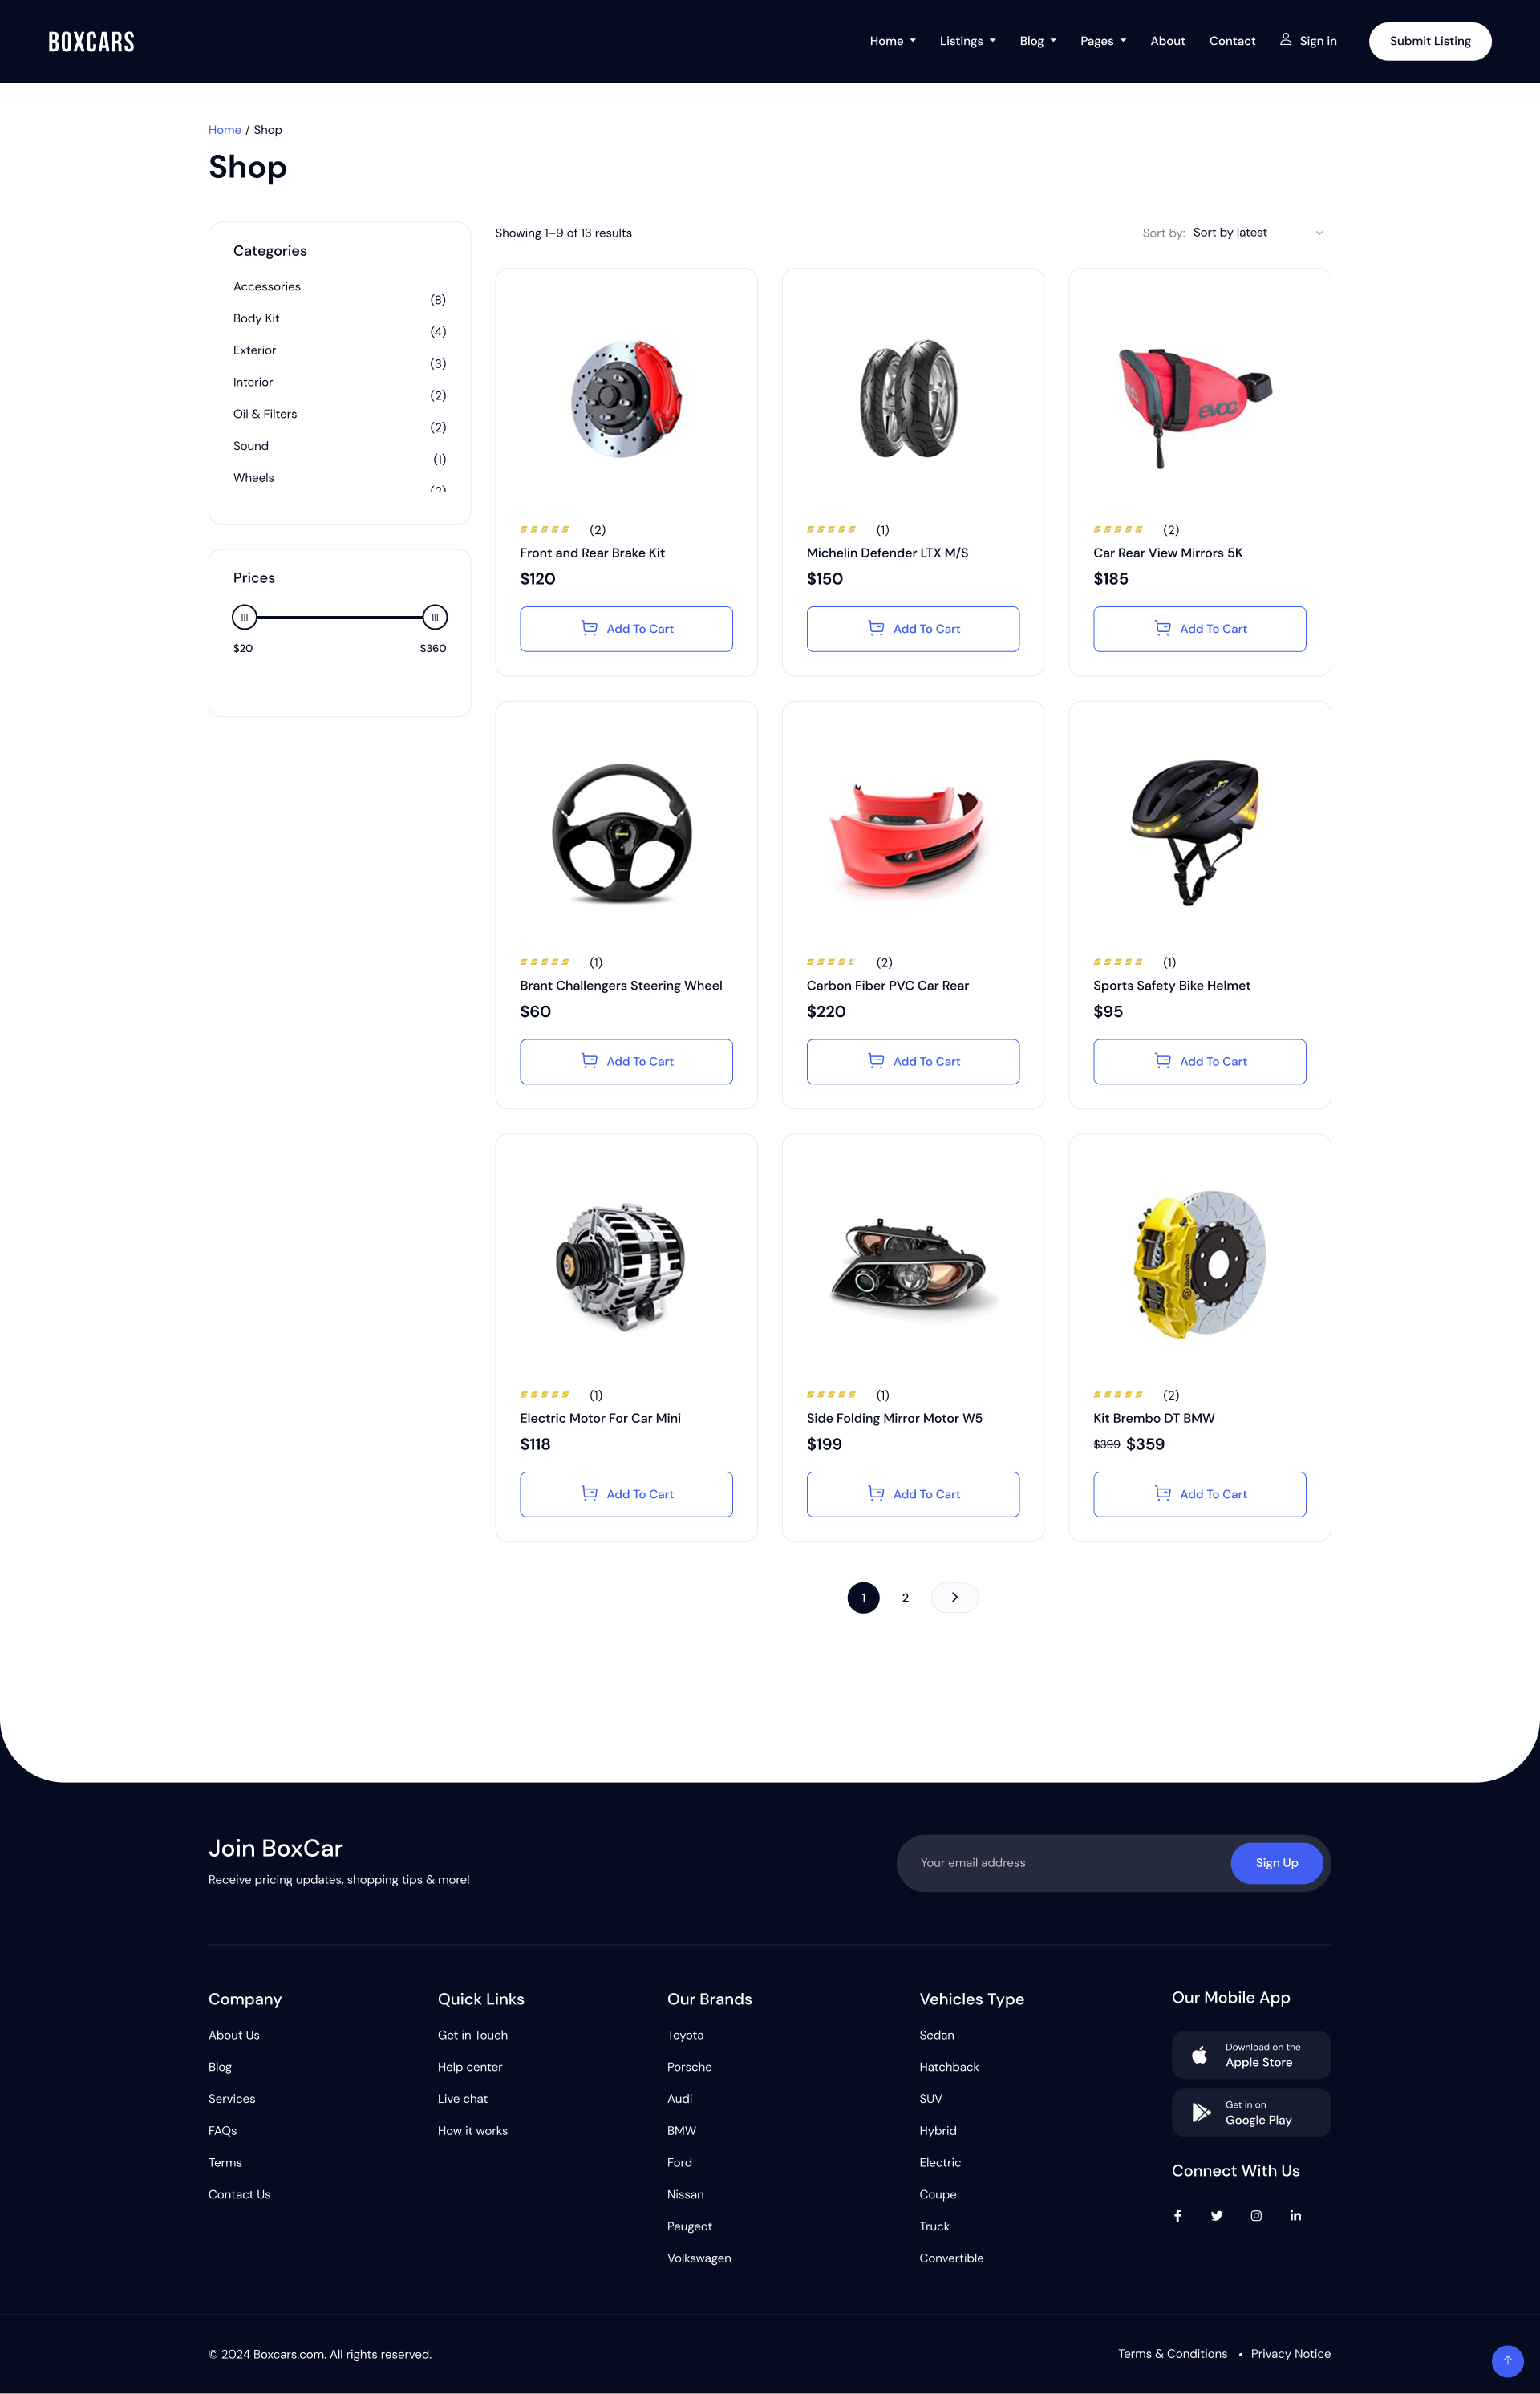 BOXCARS
Home
Listings
Blog
Pages
About
Contact
Sign in
Submit Listing
Home / Shop
Shop
Categories
Accessories
(8)
Body Kit
(4)
Exterior
(3)
Interior
(2)
Oil & Filters
(2)
Sound
(1)
Wheels
(2)
Prices
$20
$360
Showing 1–9 of 13 results
Sort by: Sort by latest
evoc
(2)
Front and Rear Brake Kit
$120
Add To Cart
(1)
Michelin Defender LTX M/S
$150
Add To Cart
(2)
Car Rear View Mirrors 5K
$185
Add To Cart
(1)
Brant Challengers Steering Wheel
$60
Add To Cart
(2)
Carbon Fiber PVC Car Rear
$220
Add To Cart
(1)
Sports Safety Bike Helmet
$95
Add To Cart
brembo
(1)
Electric Motor For Car Mini
$118
Add To Cart
(1)
Side Folding Mirror Motor W5
$199
Add To Cart
(2)
Kit Brembo DT BMW
$399 $359
Add To Cart
1
2
Join BoxCar
Receive pricing updates, shopping tips & more!
Your email address
Sign Up
Company
About Us
Blog
Services
FAQs
Terms
Contact Us
Quick Links
Get in Touch
Help center
Live chat
How it works
Our Brands
Toyota
Porsche
Audi
BMW
Ford
Nissan
Peugeot
Volkswagen
Vehicles Type
Sedan
Hatchback
SUV
Hybrid
Electric
Coupe
Truck
Convertible
Our Mobile App
Download on the
Apple Store
Get in on
Google Play
Connect With Us
© 2024 Boxcars.com. All rights reserved.
Terms & Conditions • Privacy Notice